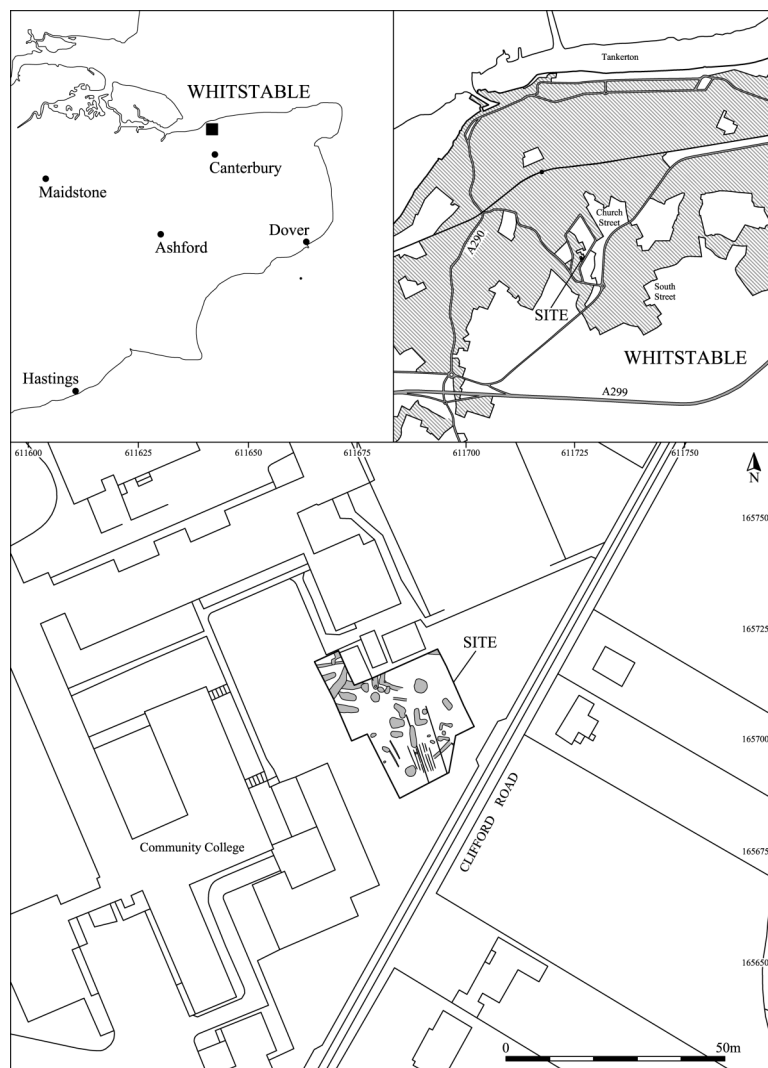 WHITSTABLE
Canterbury
Maidstone
Ashford
Dover
Hastings
Tankerton
Church
Street
A290
South
Street
SITE
WHITSTABLE
A299
611600
611625
611650
611675
611700
611725
611750
N
165750
165725
SITE
165700
CLIFFORD ROAD
165675
Community College
165650
0
50m